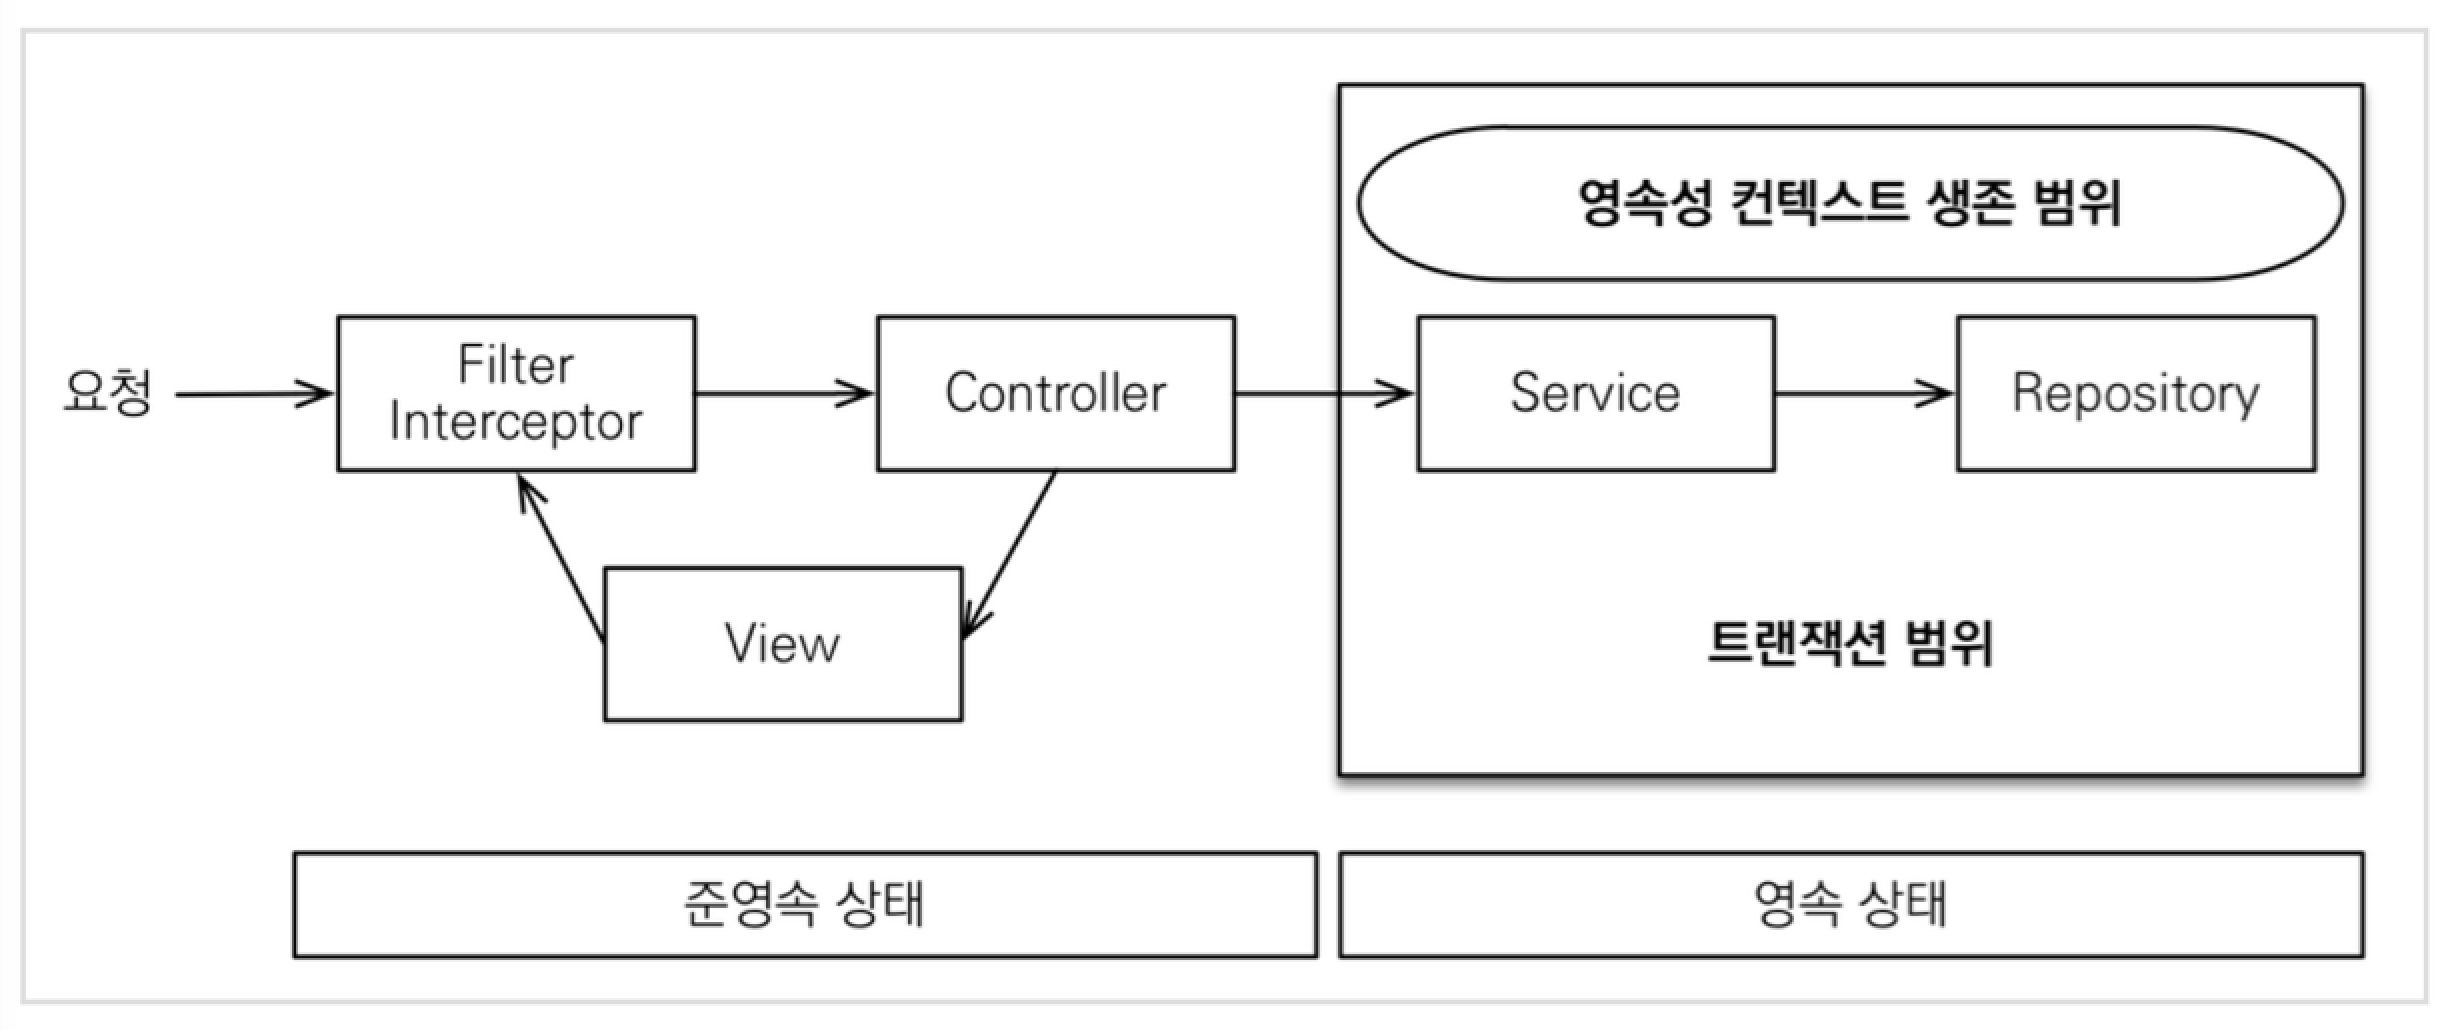 영속성 컨텍스트 생존 범위
요청
Filter
Interceptor
Controller
Service
Repository
View
트랜잭션 범위
준영속 상태
영속 상태